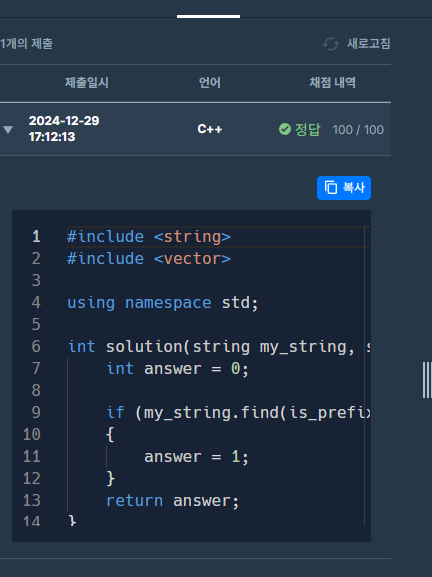 1개의 제출
새로고침
제출일시 언어 채점 내역
2024-12-29
17:12:13
C++
정답 100 / 100
복사
1 #include <string>
2 #include <vector>
3
4 using namespace std;
5
6 int solution(string my_string, s
7 int answer = 0;
8
9 if (my_string.find(is_prefix
10 {
11 answer = 1;
12 }
13 return answer;
14 }